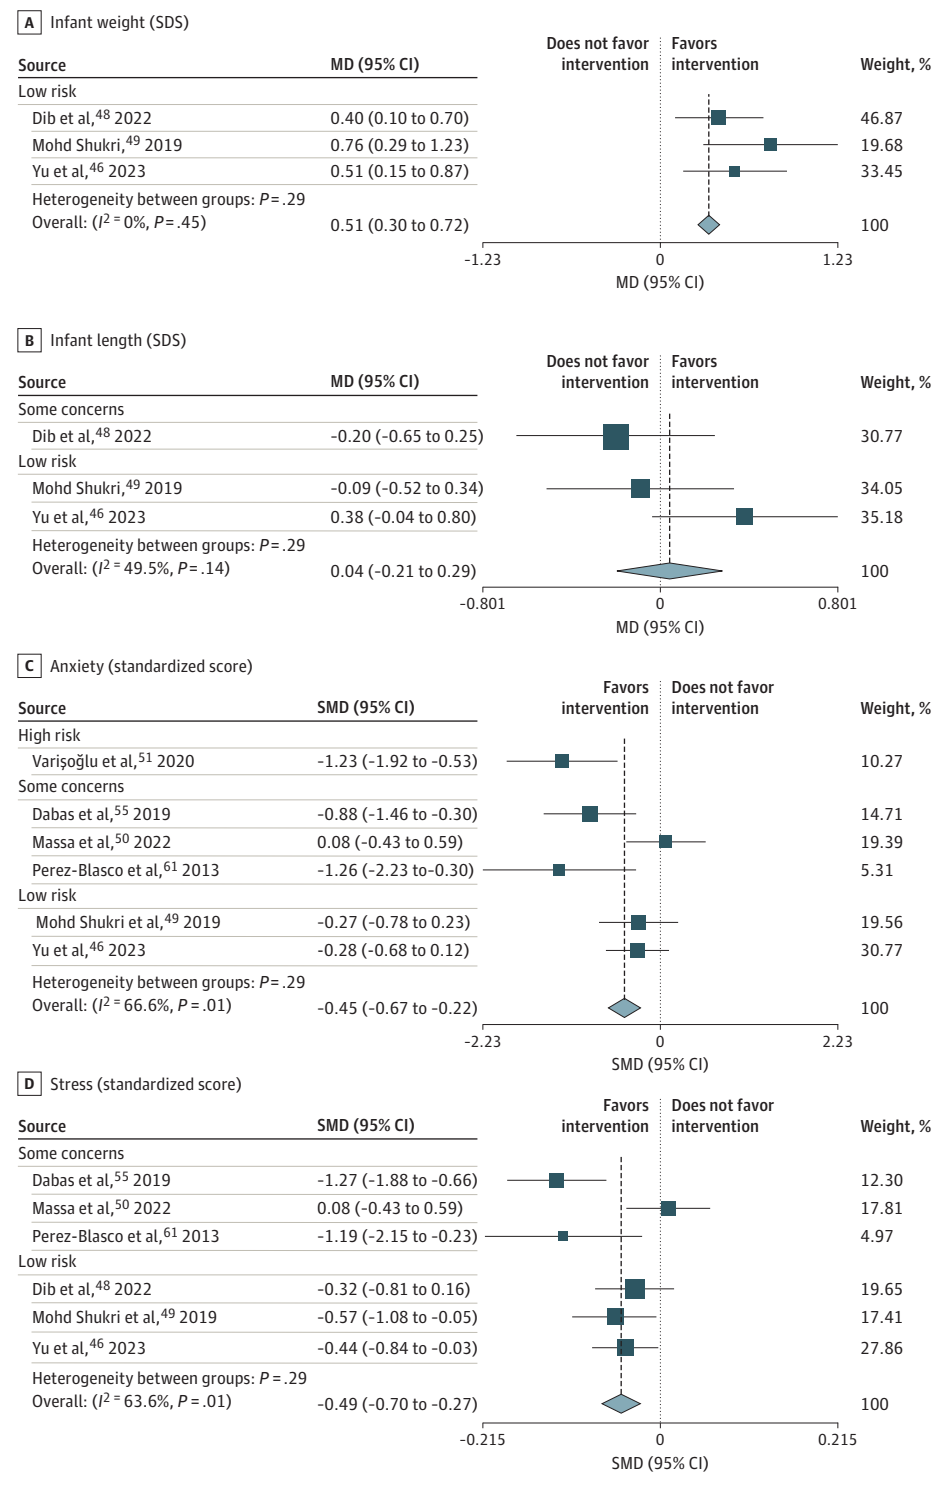 A Infant weight (SDS)
Does not favor intervention
Favors intervention
Source MD (95% CI) Weight, %
Low risk
Dib et al,48 2022 0.40 (0.10 to 0.70) 46.87
Mohd Shukri,49 2019 0.76 (0.29 to 1.23) 19.68
Yu et al,46 2023 0.51 (0.15 to 0.87) 33.45
Heterogeneity between groups: P = .29
Overall: (I2 = 0%, P = .45) 0.51 (0.30 to 0.72) 100
-1.23 0 1.23
MD (95% CI)
B Infant length (SDS)
Does not favor intervention
Favors intervention
Source MD (95% CI) Weight, %
Some concerns
Dib et al,48 2022 -0.20 (-0.65 to 0.25) 30.77
Low risk
Mohd Shukri,49 2019 -0.09 (-0.52 to 0.34) 34.05
Yu et al,46 2023 0.38 (-0.04 to 0.80) 35.18
Heterogeneity between groups: P = .29
Overall: (I2 = 49.5%, P = .14) 0.04 (-0.21 to 0.29) 100
-0.801 0 0.801
MD (95% CI)
C Anxiety (standardized score)
Favors intervention
Does not favor intervention
Source SMD (95% CI) Weight, %
High risk
Varişoğlu et al,51 2020 -1.23 (-1.92 to -0.53) 10.27
Some concerns
Dabas et al,55 2019 -0.88 (-1.46 to -0.30) 14.71
Massa et al,50 2022 0.08 (-0.43 to 0.59) 19.39
Perez-Blasco et al,61 2013 -1.26 (-2.23 to-0.30) 5.31
Low risk
Mohd Shukri et al,49 2019 -0.27 (-0.78 to 0.23) 19.56
Yu et al,46 2023 -0.28 (-0.68 to 0.12) 30.77
Heterogeneity between groups: P = .29
Overall: (I2 = 66.6%, P = .01) -0.45 (-0.67 to -0.22) 100
-2.23 0 2.23
SMD (95% CI)
D Stress (standardized score)
Favors intervention
Does not favor intervention
Source SMD (95% CI) Weight, %
Some concerns
Dabas et al,55 2019 -1.27 (-1.88 to -0.66) 12.30
Massa et al,50 2022 0.08 (-0.43 to 0.59) 17.81
Perez-Blasco et al,61 2013 -1.19 (-2.15 to -0.23) 4.97
Low risk
Dib et al,48 2022 -0.32 (-0.81 to 0.16) 19.65
Mohd Shukri et al,49 2019 -0.57 (-1.08 to -0.05) 17.41
Yu et al,46 2023 -0.44 (-0.84 to -0.03) 27.86
Heterogeneity between groups: P = .29
Overall: (I2 = 63.6%, P = .01) -0.49 (-0.70 to -0.27) 100
-0.215 0 0.215
SMD (95% CI)